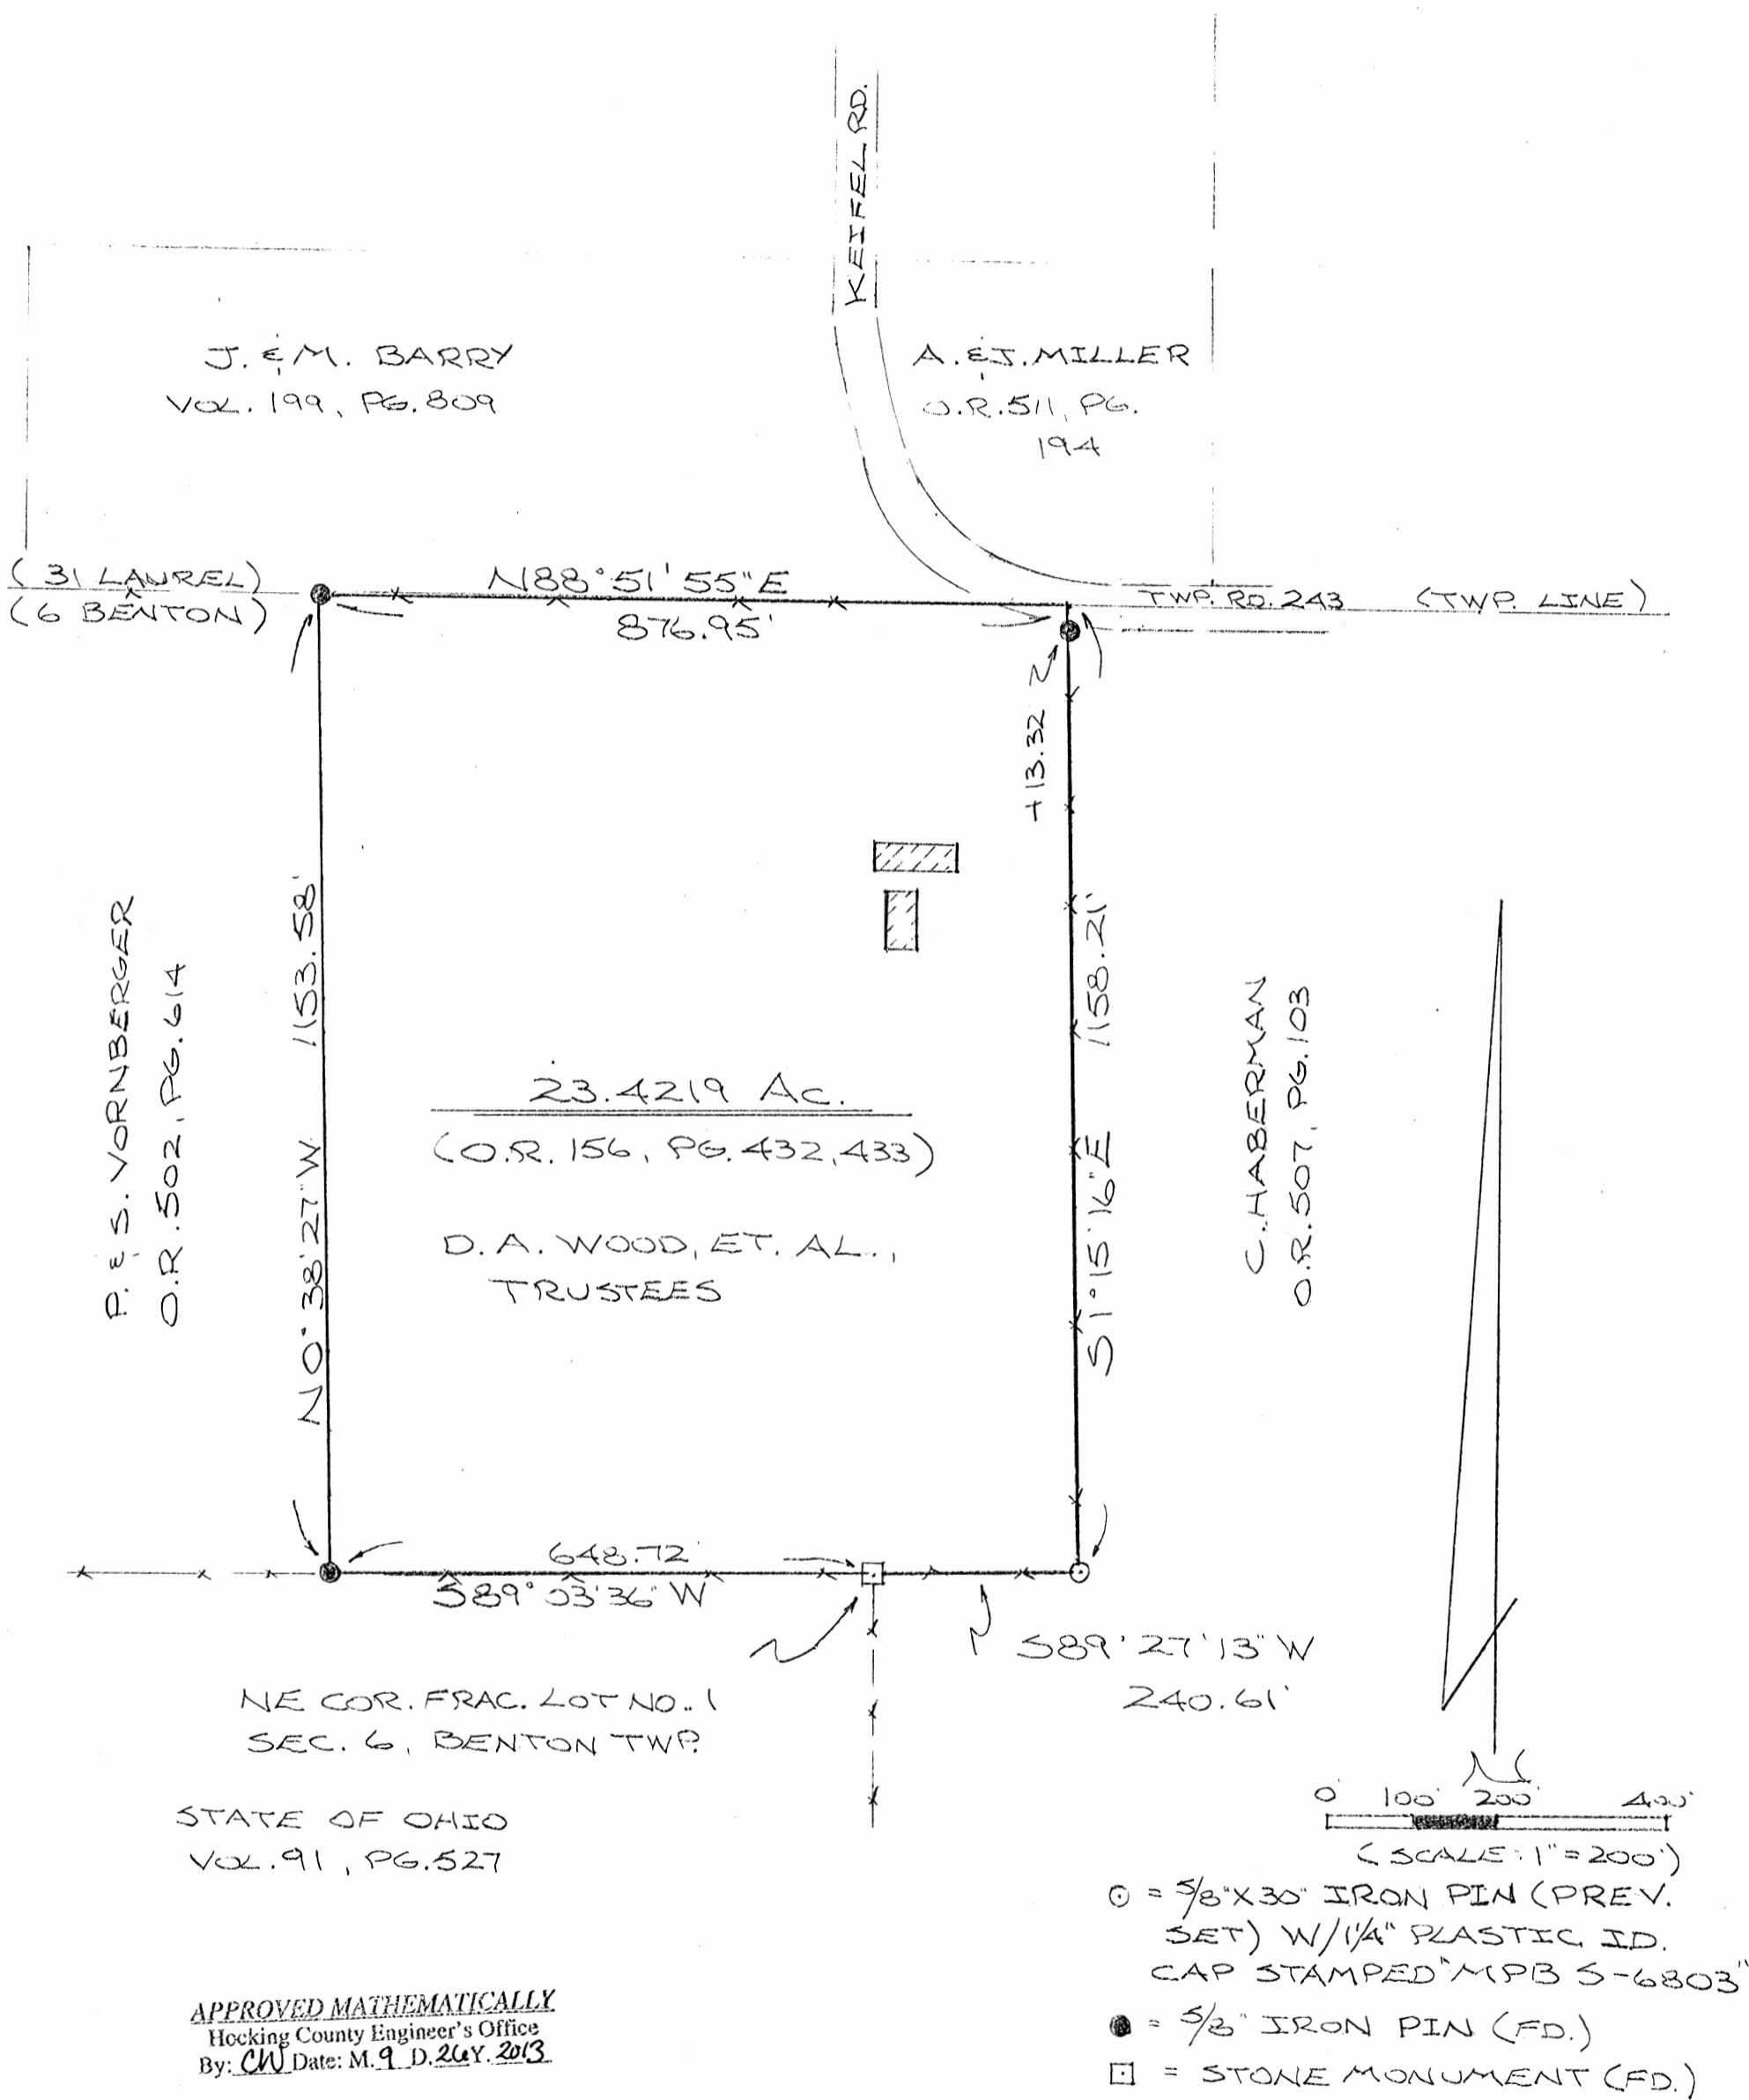 KEIFEL RD.
J. & M. BARRY
VOL. 199, PG. 809
A. & J. MILLER
O.R. 511, PG.
194
(31 LAUREL)
(6 BENTON)
N88°51'55"E
876.95'
TWP. RD. 243 (TWP. LINE)
+13.32
P. & S. VORNBERGER
O.R. 502, PG. 614
N0°38'27"W 1153.58'
S1°15'16"E 1158.21'
C. HABERMAN
O.R. 507, PG. 103
23.4219 AC.
(O.R. 156, PG. 432, 433)
D. A. WOOD, ET. AL.,
TRUSTEES
648.72'
S89°03'36"W
S89°27'13"W
240.61'
NE COR. FRAC. LOT NO. 1
SEC. 6, BENTON TWP.
STATE OF OHIO
VOL. 91, PG. 527
N
0' 100' 200' 400'
(SCALE: 1"=200')
⊙ = 5/8"X30" IRON PIN (PREV.
SET) W/1 1/4" PLASTIC ID.
CAP STAMPED "MPB S-6803"
● = 5/8" IRON PIN (FD.)
⊡ = STONE MONUMENT (FD.)
APPROVED MATHEMATICALLY
Hocking County Engineer's Office
By: CW Date: M. 9 D. 26 Y. 2013